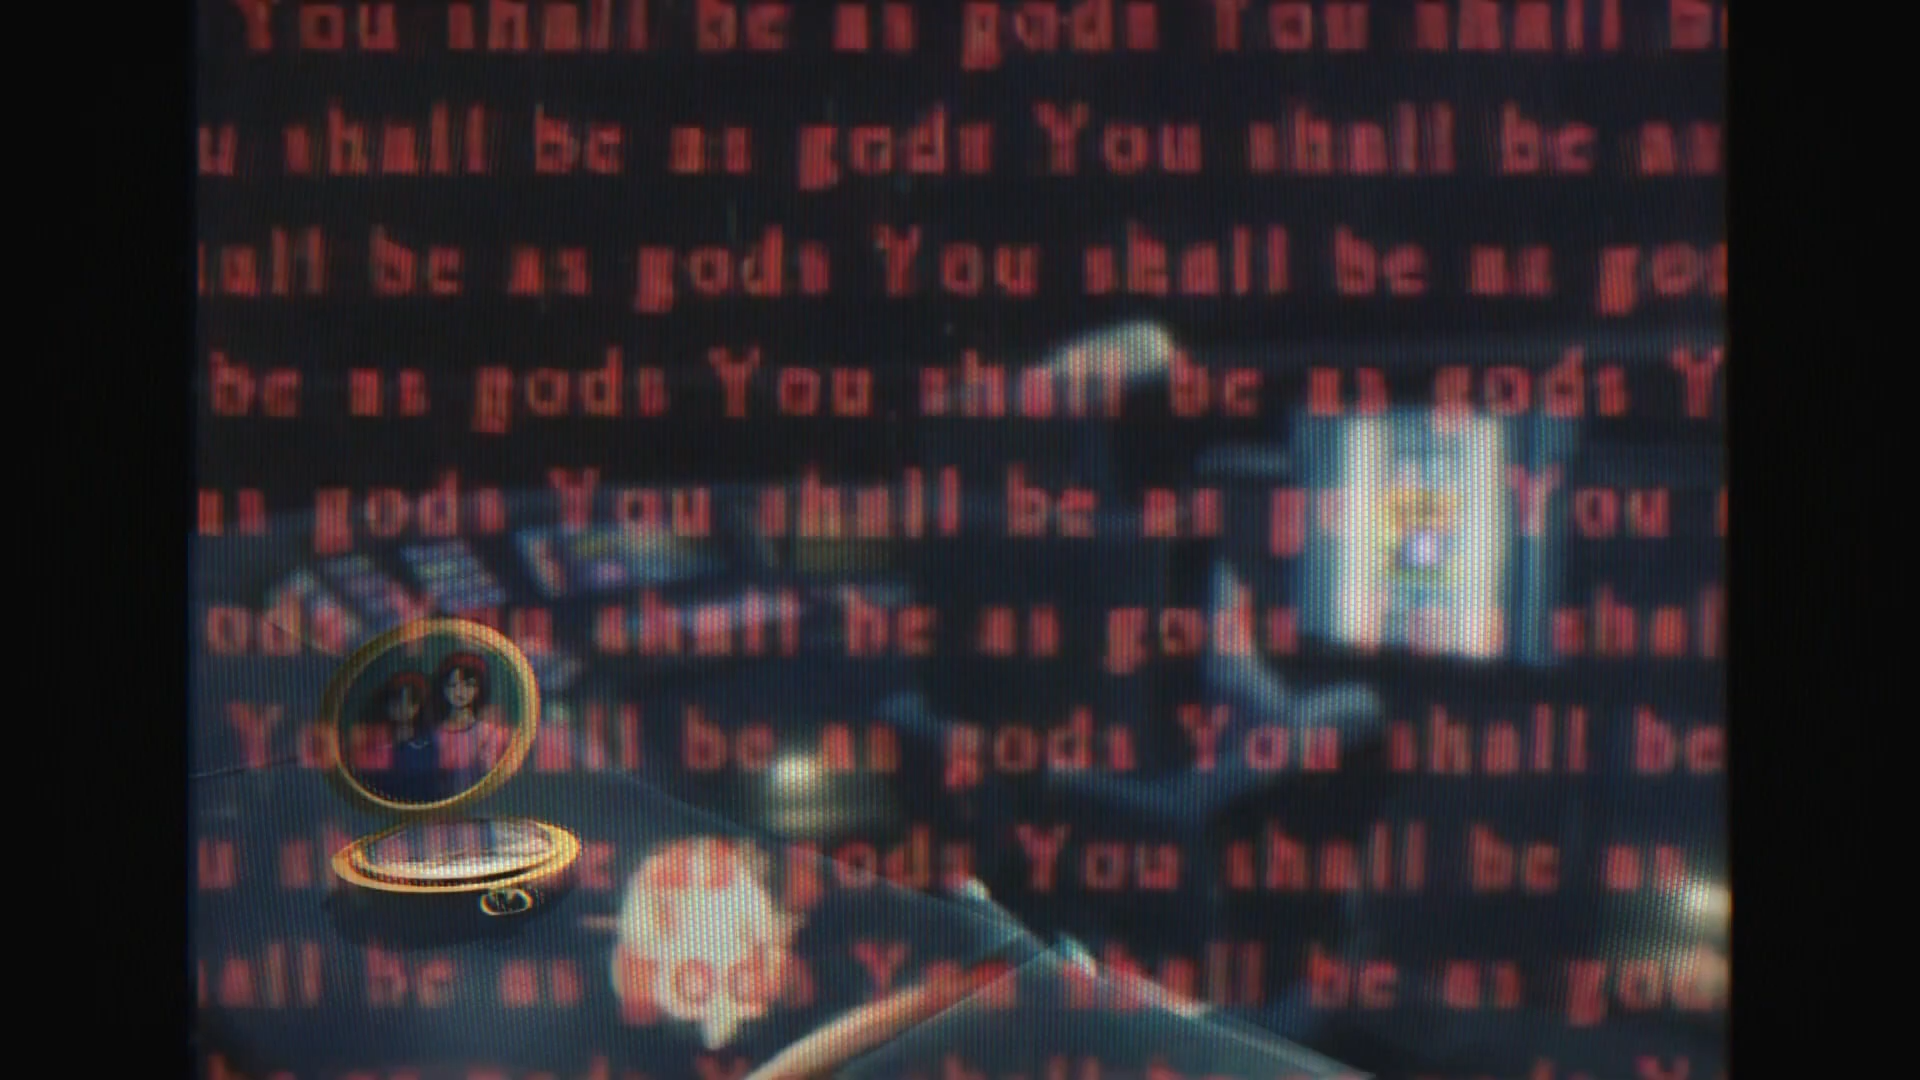 You shall be as gods You shall
shall be as gods You shall be as
be as gods You shall be as
be as gods You shall be as gods
gods You shall be as You
shall be as gods
You be as gods You shall be
gods You shall be as
be as gods You shall be as